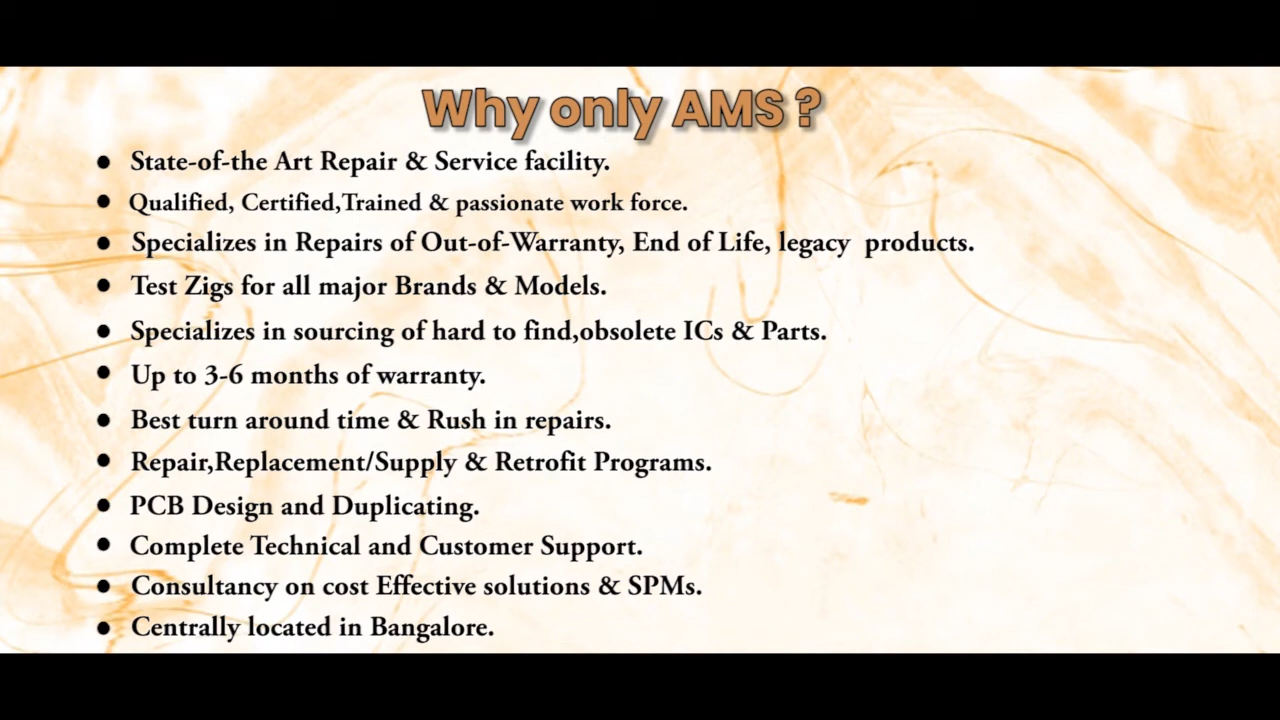 Why only AMS ?
● State-of-the Art Repair & Service facility.
● Qualified, Certified,Trained & passionate work force.
● Specializes in Repairs of Out-of-Warranty, End of Life, legacy  products.
● Test Zigs for all major Brands & Models.
● Specializes in sourcing of hard to find,obsolete ICs & Parts.
● Up to 3-6 months of warranty.
● Best turn around time & Rush in repairs.
● Repair,Replacement/Supply & Retrofit Programs.
● PCB Design and Duplicating.
● Complete Technical and Customer Support.
● Consultancy on cost Effective solutions & SPMs.
● Centrally located in Bangalore.